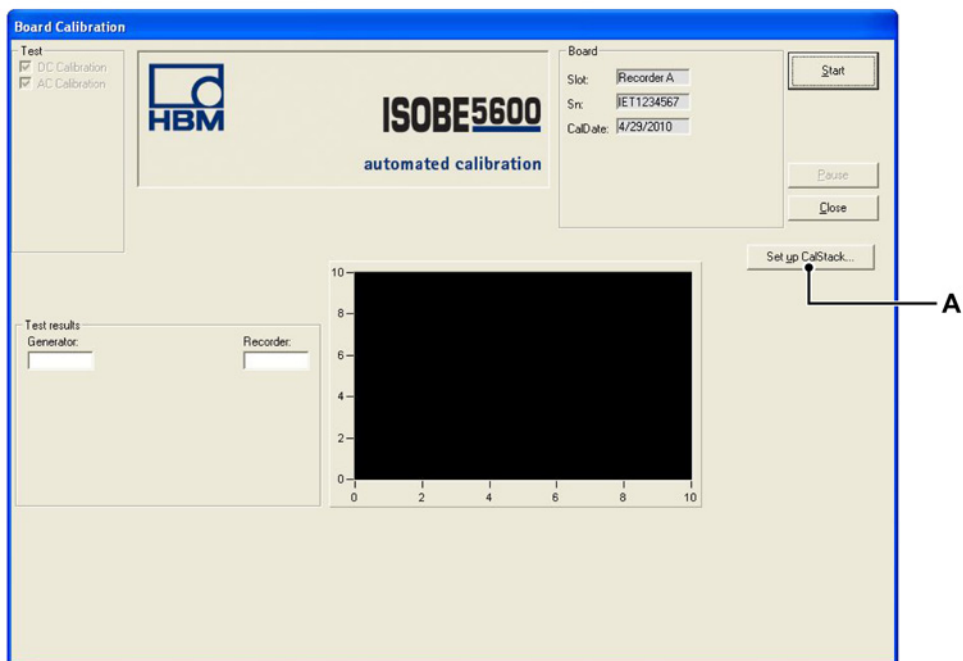 Board Calibration
Test
DC Calibration
AC Calibration
HBM
ISOBE5600
automated calibration
Board
Slot: Recorder A
Sn: IET1234567
CalDate: 4/29/2010
Start
Pause
Close
Set up CalStack...
A
Test results
Generator:
Recorder:
10
8
6
4
2
0
0 2 4 6 8 10